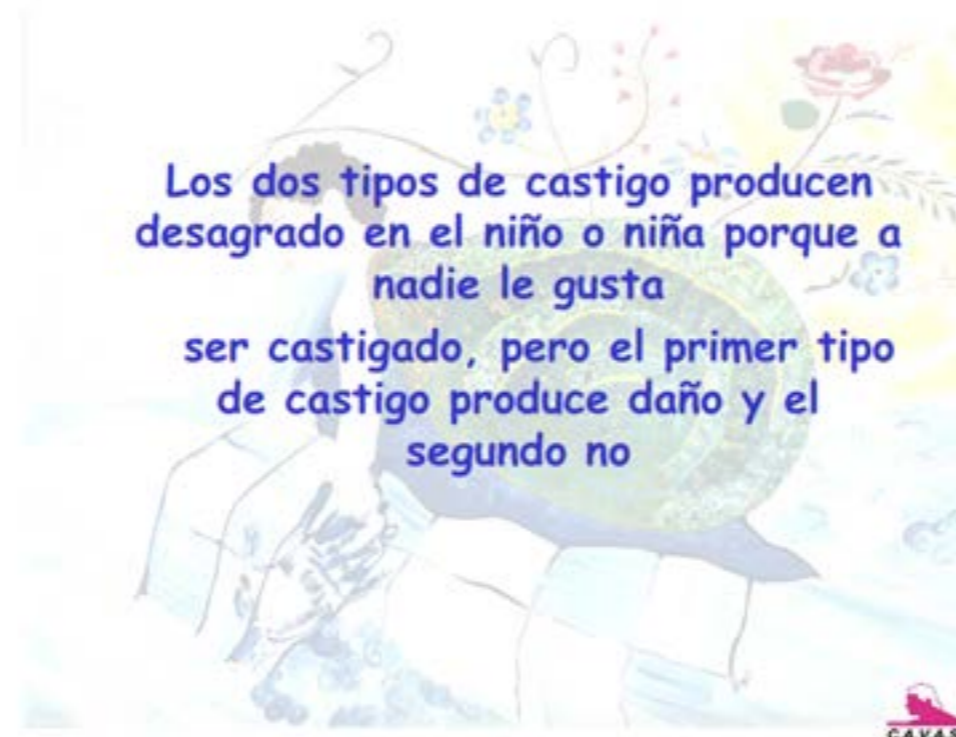 Los dos tipos de castigo producen
desagrado en el niño o niña porque a
nadie le gusta
ser castigado, pero el primer tipo
de castigo produce daño y el
segundo no
CAVAS